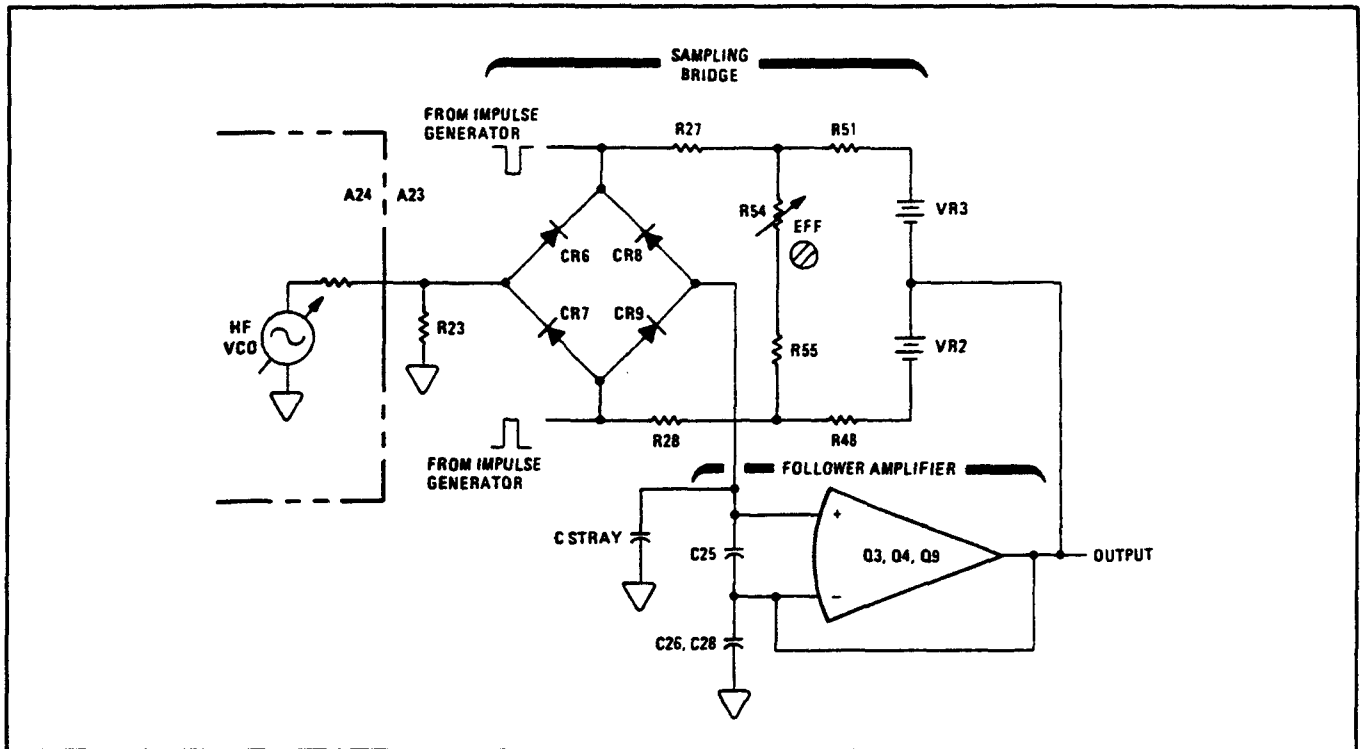 SAMPLING
BRIDGE
FROM IMPULSE
GENERATOR
R27
R51
A24
A23
R54
EFF
VR3
CR6
CR8
HF
VCO
R23
CR7
CR9
R55
VR2
R28
R48
FROM IMPULSE
GENERATOR
FOLLOWER AMPLIFIER
C STRAY
C25
+
Q3, Q4, Q9
OUTPUT
−
C26, C28